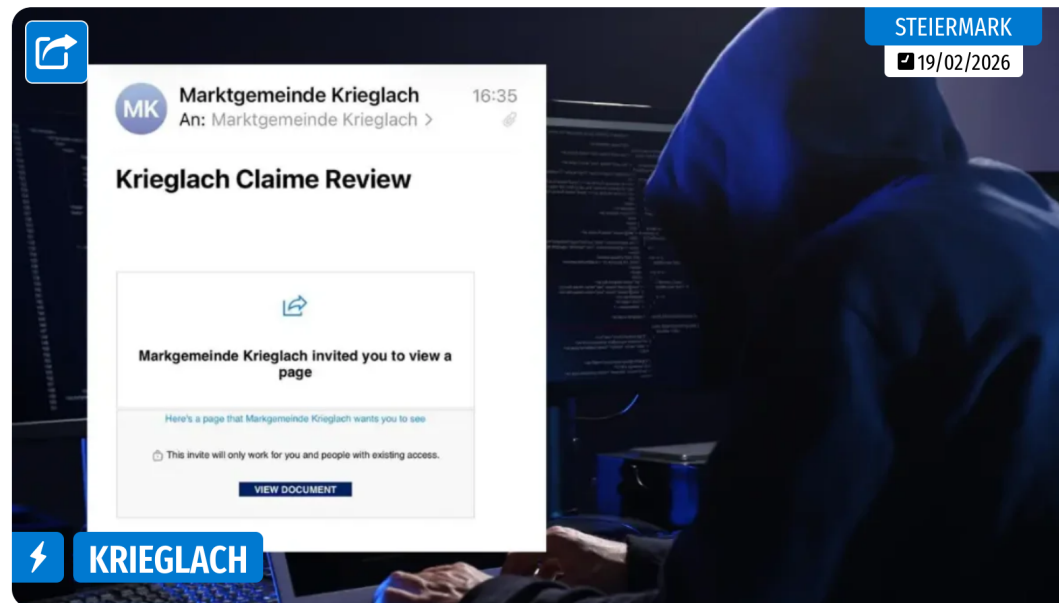 STEIERMARK
19/02/2026
MK
Marktgemeinde Krieglach
16:35
An: Marktgemeinde Krieglach >
Krieglach Claime Review
Markgemeinde Krieglach invited you to view a
page
Here's a page that Markgemeinde Krieglach wants you to see
This invite will only work for you and people with existing access.
VIEW DOCUMENT
KRIEGLACH